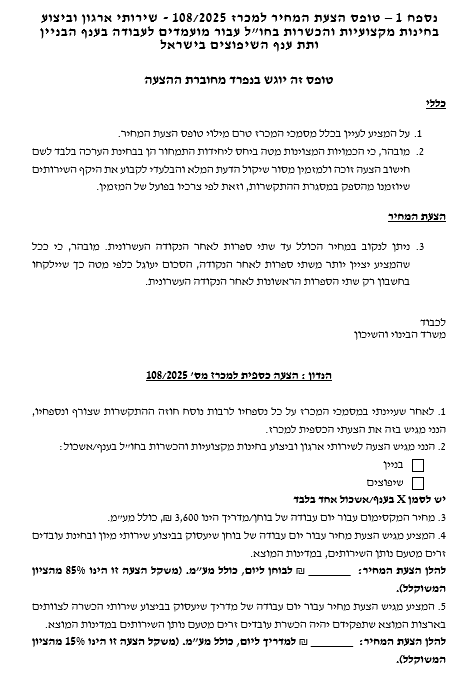 נספח 1 – טופס הצעת המחיר למכרז 108/2025 - שירותי ארגון וביצוע
בחינות מקצועיות והכשרות בחו״ל עבור מועמדים לעבודה בענף הבניין
ותת ענף השיפוצים בישראל
טופס זה יוגש בנפרד מחוברת ההצעה
כללי
1. על המציע לעיין בכלל מסמכי המכרז טרם מילוי טופס הצעת המחיר.
2. מובהר, כי הכמויות המצוינות מטה ביחס ליחידות התמחור הן בבחינת הערכה בלבד לשם
חישוב הצעה זוכה ולמזמין מסור שיקול הדעת המלא והבלעדי לקבוע את היקף השירותים
שיוזמנו מהספק במסגרת ההתקשרות, וזאת לפי צרכיו בפועל של המזמין.
הצעת המחיר
3. ניתן לנקוב במחיר הכולל עד שתי ספרות לאחר הנקודה העשרונית. מובהר, כי ככל
שהמציע יציין יותר משתי ספרות לאחר הנקודה, הסכום יעוגל כלפי מטה כך שיילקחו
בחשבון רק שתי הספרות הראשונות לאחר הנקודה העשרונית.
לכבוד
משרד הבינוי והשיכון
הנדון : הצעה כספית למכרז מס׳ 108/2025
1. לאחר שעיינתי במסמכי המכרז על כל נספחיו לרבות נוסח חוזה ההתקשרות שצורף ונספחיו,
הנני מגיש בזה את הצעתי הכספית למכרז.
2. הנני מגיש הצעה לשירותי ארגון וביצוע בחינות מקצועיות והכשרות בחו״ל בענף/אשכול:
בניין
שיפוצים
יש לסמן X בענף/אשכול אחד בלבד
3. מחיר המקסימום עבור יום עבודה של בוחן/מדריך הינו 3,600 ₪, כולל מע״מ.
4. המציע מגיש הצעת מחיר עבור יום עבודה של בוחן שיעסוק בביצוע שירותי מיון ובחינת עובדים
זרים מטעם נותן השירותים, במדינות המוצא.
להלן הצעת המחיר: _______ ₪ לבוחן ליום, כולל מע״מ. (משקל הצעה זו הינו 85% מהציון
המשוקלל).
5. המציע מגיש הצעת מחיר עבור יום עבודה של מדריך שיעסוק בביצוע שירותי הכשרה לצוותים
בארצות המוצא שתפקידם יהיה הכשרת עובדים זרים מטעם נותן השירותים במדינות המוצא.
להלן הצעת המחיר: _______ ₪ למדריך ליום, כולל מע״מ. (משקל הצעה זו הינו 15% מהציון
המשוקלל).